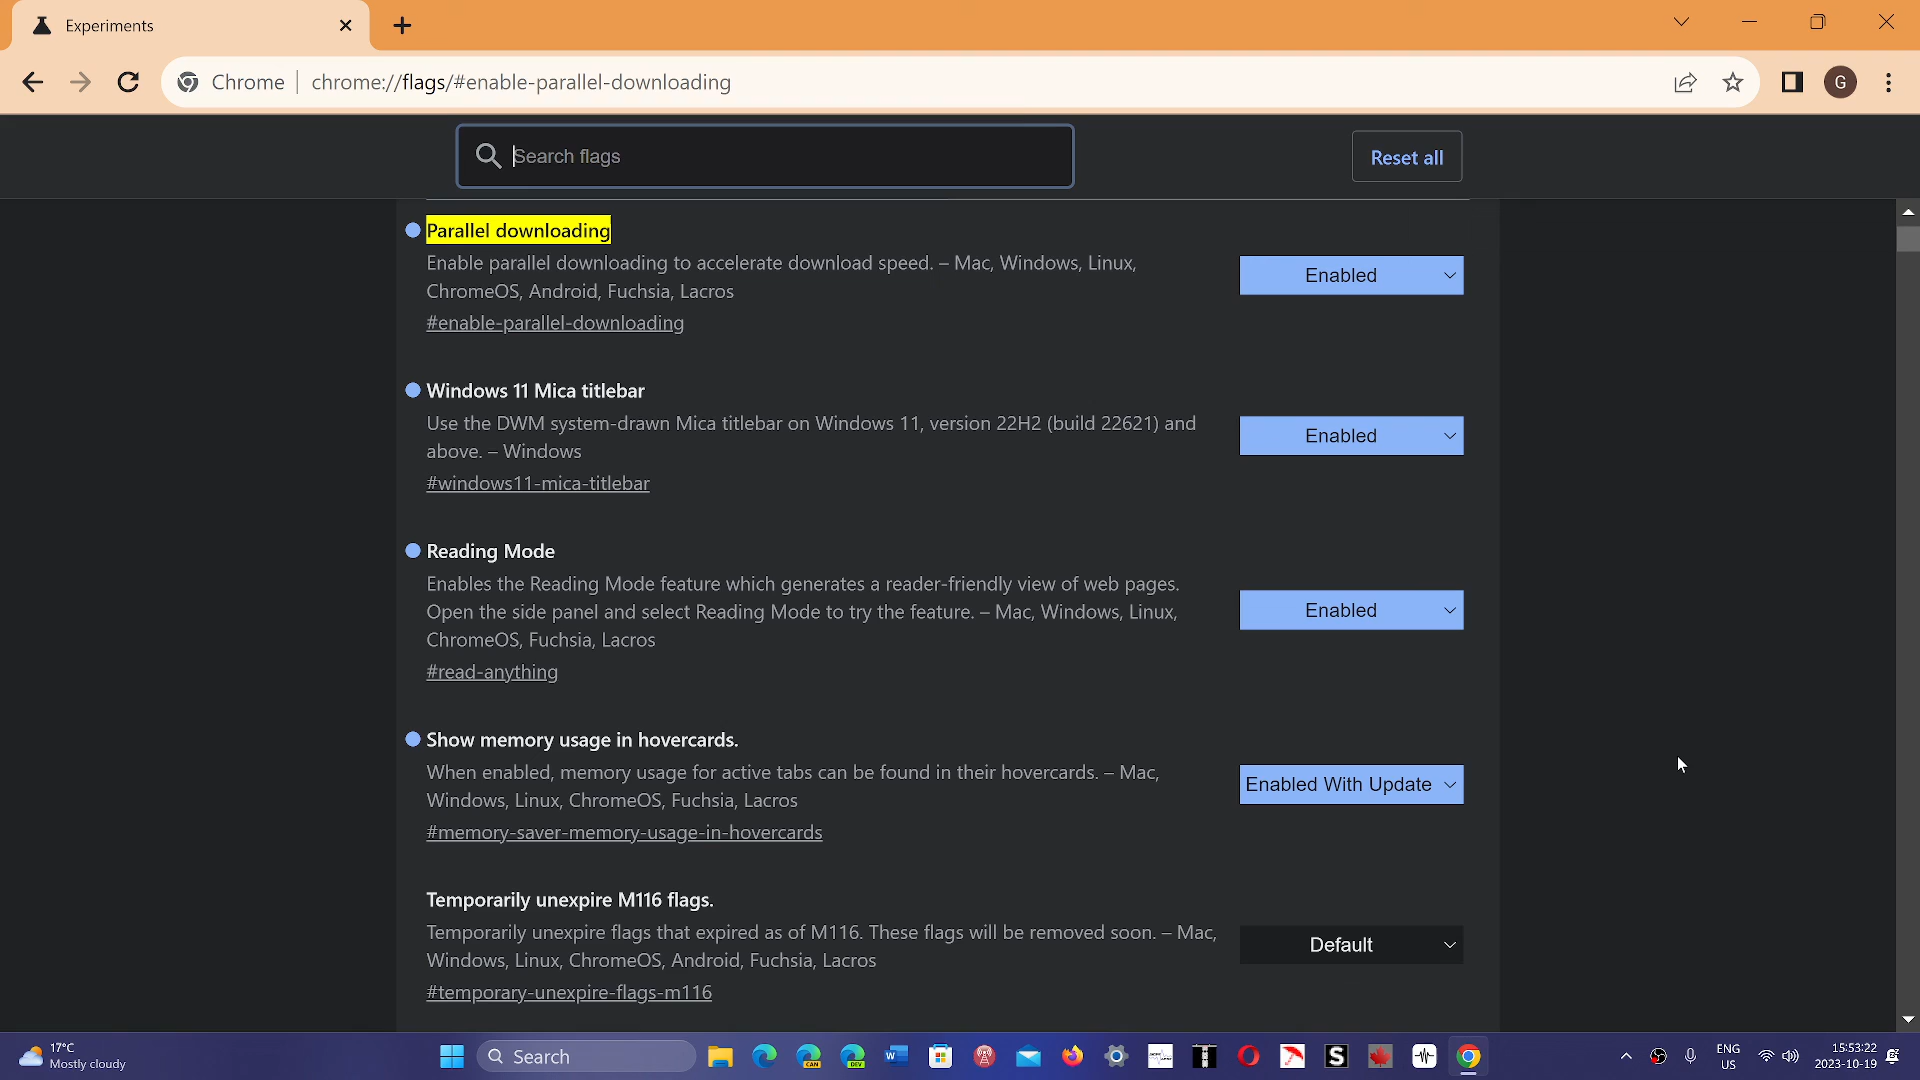 Experiments
Chrome
chrome://flags/#enable-parallel-downloading
G
Search flags
Reset all
Parallel downloading
Enable parallel downloading to accelerate download speed. – Mac, Windows, Linux,
ChromeOS, Android, Fuchsia, Lacros
#enable-parallel-downloading
Enabled
Windows 11 Mica titlebar
Use the DWM system-drawn Mica titlebar on Windows 11, version 22H2 (build 22621) and
above. – Windows
#windows11-mica-titlebar
Enabled
Reading Mode
Enables the Reading Mode feature which generates a reader-friendly view of web pages.
Open the side panel and select Reading Mode to try the feature. – Mac, Windows, Linux,
ChromeOS, Fuchsia, Lacros
#read-anything
Enabled
Show memory usage in hovercards.
When enabled, memory usage for active tabs can be found in their hovercards. – Mac,
Windows, Linux, ChromeOS, Fuchsia, Lacros
#memory-saver-memory-usage-in-hovercards
Enabled With Update
Temporarily unexpire M116 flags.
Temporarily unexpire flags that expired as of M116. These flags will be removed soon. – Mac,
Windows, Linux, ChromeOS, Android, Fuchsia, Lacros
#temporary-unexpire-flags-m116
Default
17°C
Mostly cloudy
Search
CAN
DEV
W
S
ENG
US
15:53:22
2023-10-19